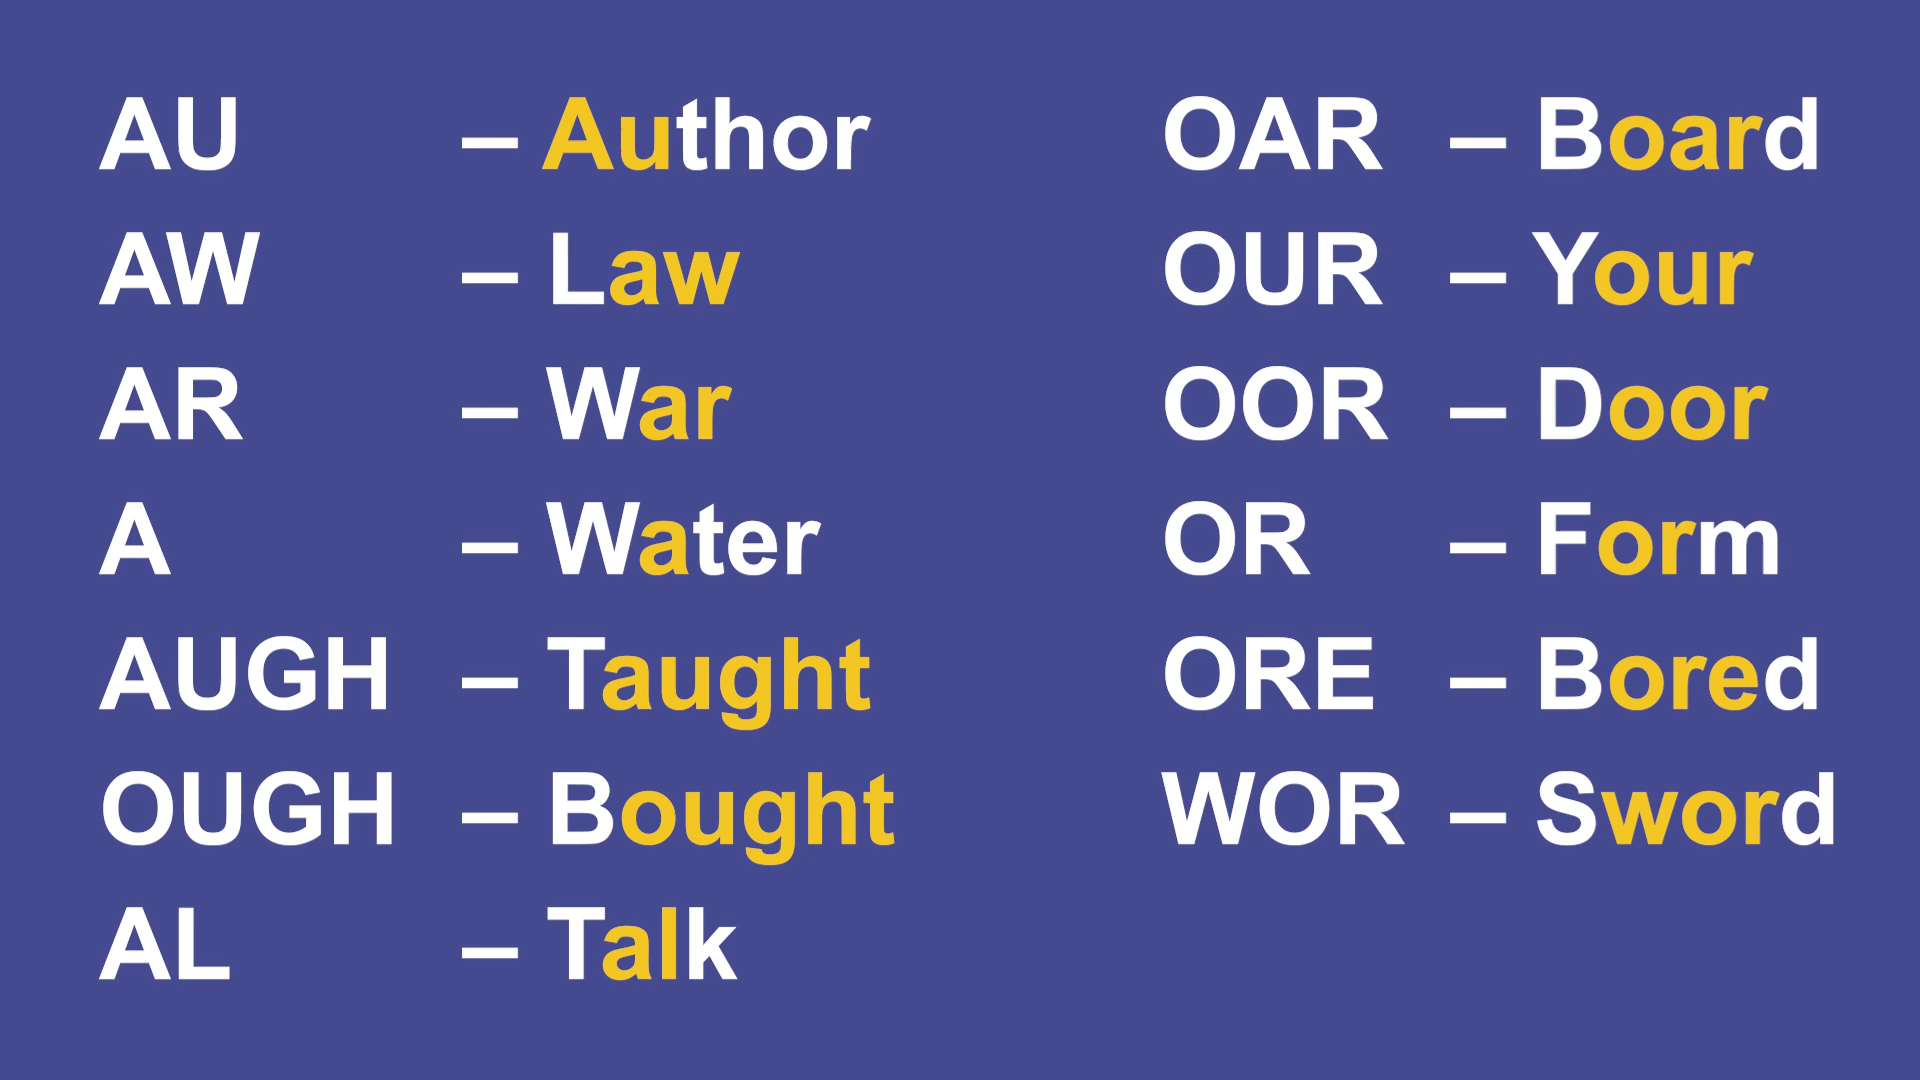 AU – Author
AW – Law
AR – War
A – Water
AUGH – Taught
OUGH – Bought
AL – Talk
OAR – Board
OUR – Your
OOR – Door
OR – Form
ORE – Bored
WOR – Sword